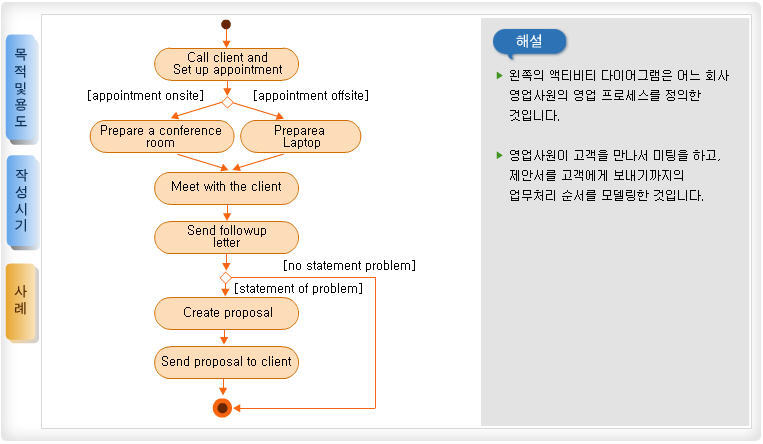 목적및용도
작성시기
사례
Call client and
Set up appointment
[appointment onsite]
[appointment offsite]
Prepare a conference
room
Preparea
Laptop
Meet with the client
Send followup
letter
[no statement problem]
[statement of problem]
Create proposal
Send proposal to client
해설
왼쪽의 액티비티 다이어그램은 어느 회사
영업사원의 영업 프로세스를 정의한
것입니다.
영업사원이 고객을 만나서 미팅을 하고,
제안서를 고객에게 보내기까지의
업무처리 순서를 모델링한 것입니다.